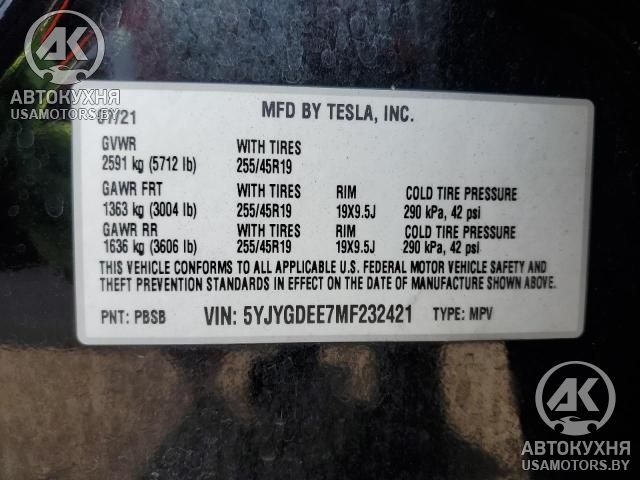 AK
АВТОКУХНЯ
USAMOTORS.BY
MFD BY TESLA, INC.
GVWR WITH TIRES
2591 kg (5712 lb) 255/45R19
GAWR FRT WITH TIRES RIM COLD TIRE PRESSURE
1363 kg (3004 lb) 255/45R19 19X9.5J 290 kPa, 42 psi
GAWR RR WITH TIRES RIM COLD TIRE PRESSURE
1636 kg (3606 lb) 255/45R19 19X9.5J 290 kPa, 42 psi
THIS VEHICLE CONFORMS TO ALL APPLICABLE U.S. FEDERAL MOTOR VEHICLE SAFETY AND
THEFT PREVENTION STANDARDS IN EFFECT ON THE DATE OF MANUFACTURE SHOWN ABOVE.
PNT: PBSB VIN: 5YJYGDEE7MF232421 TYPE: MPV
AK
АВТОКУХНЯ
USAMOTORS.BY